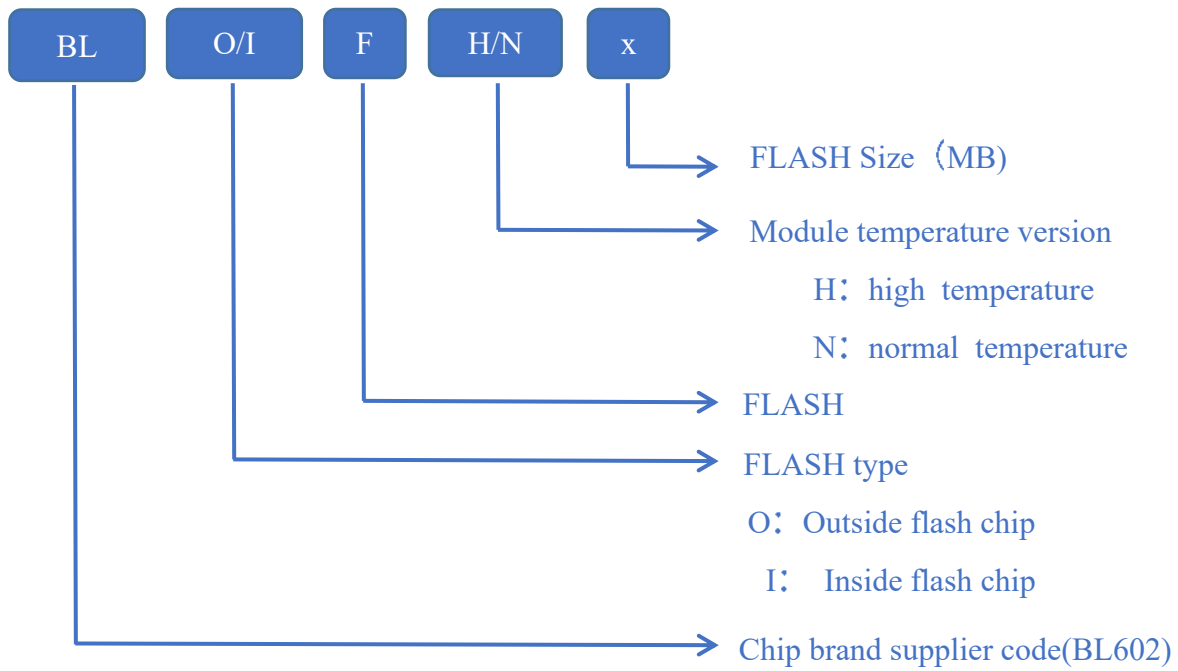 BL O/I F H/N x
FLASH Size（MB)
Module temperature version
H：high temperature
N：normal temperature
FLASH
FLASH type
O：Outside flash chip
I： Inside flash chip
Chip brand supplier code(BL602)